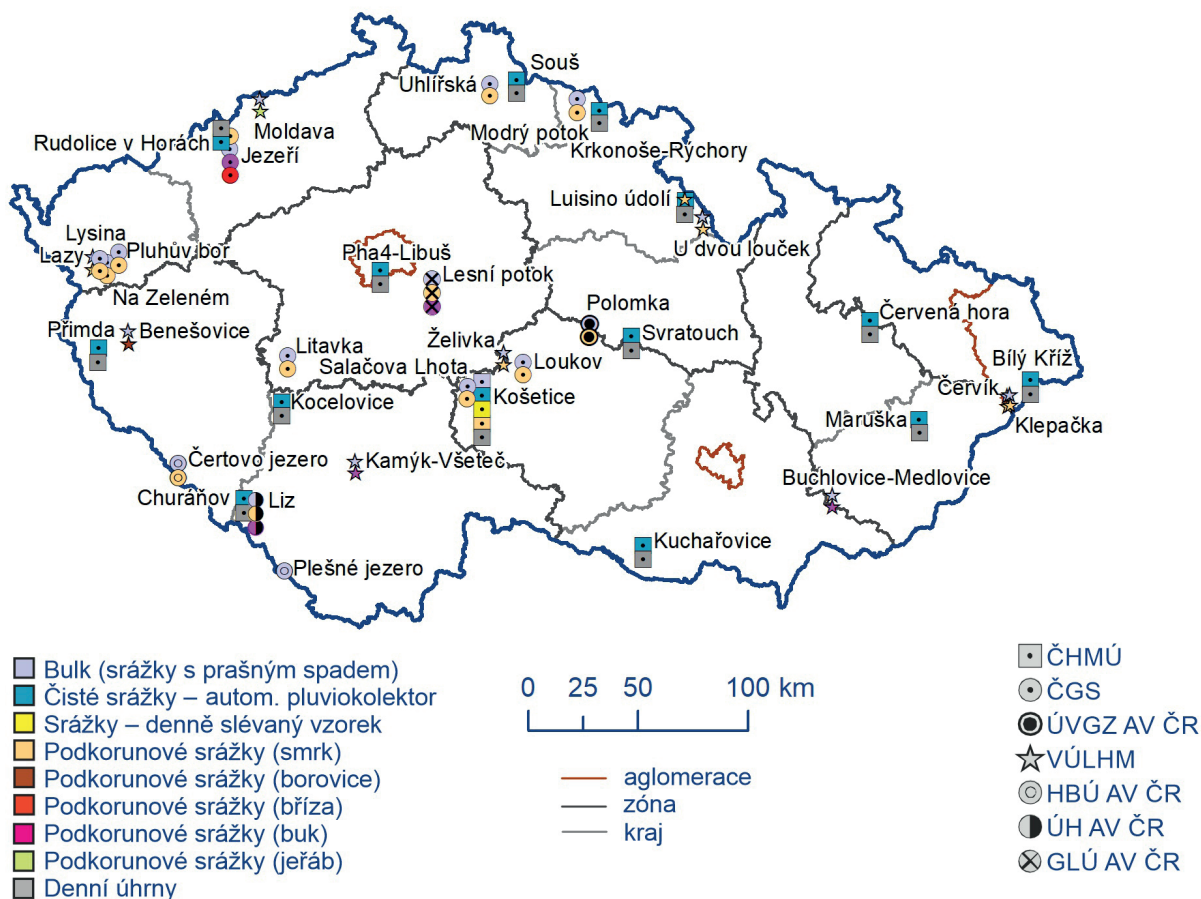 Souš
Uhlířská
Moldava
Modrý potok
Rudolice v Horách
Jezeří
Krkonoše-Rýchory
Luisino údolí
Lysina
Lazy
Pluhův bor
Pha4-Libuš
U dvou louček
Lesní potok
Na Zeleném
Polomka
Červená hora
Přimda
Benešovice
Svratouch
Želivka
Litavka
Salačova Lhota
Loukov
Bílý Kříž
Košetice
Červík
Kocelovice
Maruška
Klepačka
Čertovo jezero
Kamýk-Všeteč
Buchlovice-Medlovice
Churáňov
Liz
Kuchařovice
Plešné jezero
Bulk (srážky s prašným spadem)
Čisté srážky – autom. pluviokolektor
Srážky – denně slévaný vzorek
Podkorunové srážky (smrk)
Podkorunové srážky (borovice)
Podkorunové srážky (bříza)
Podkorunové srážky (buk)
Podkorunové srážky (jeřáb)
Denní úhrny
0 25 50 100 km
aglomerace
zóna
kraj
ČHMÚ
ČGS
ÚVGZ AV ČR
VÚLHM
HBÚ AV ČR
ÚH AV ČR
GLÚ AV ČR